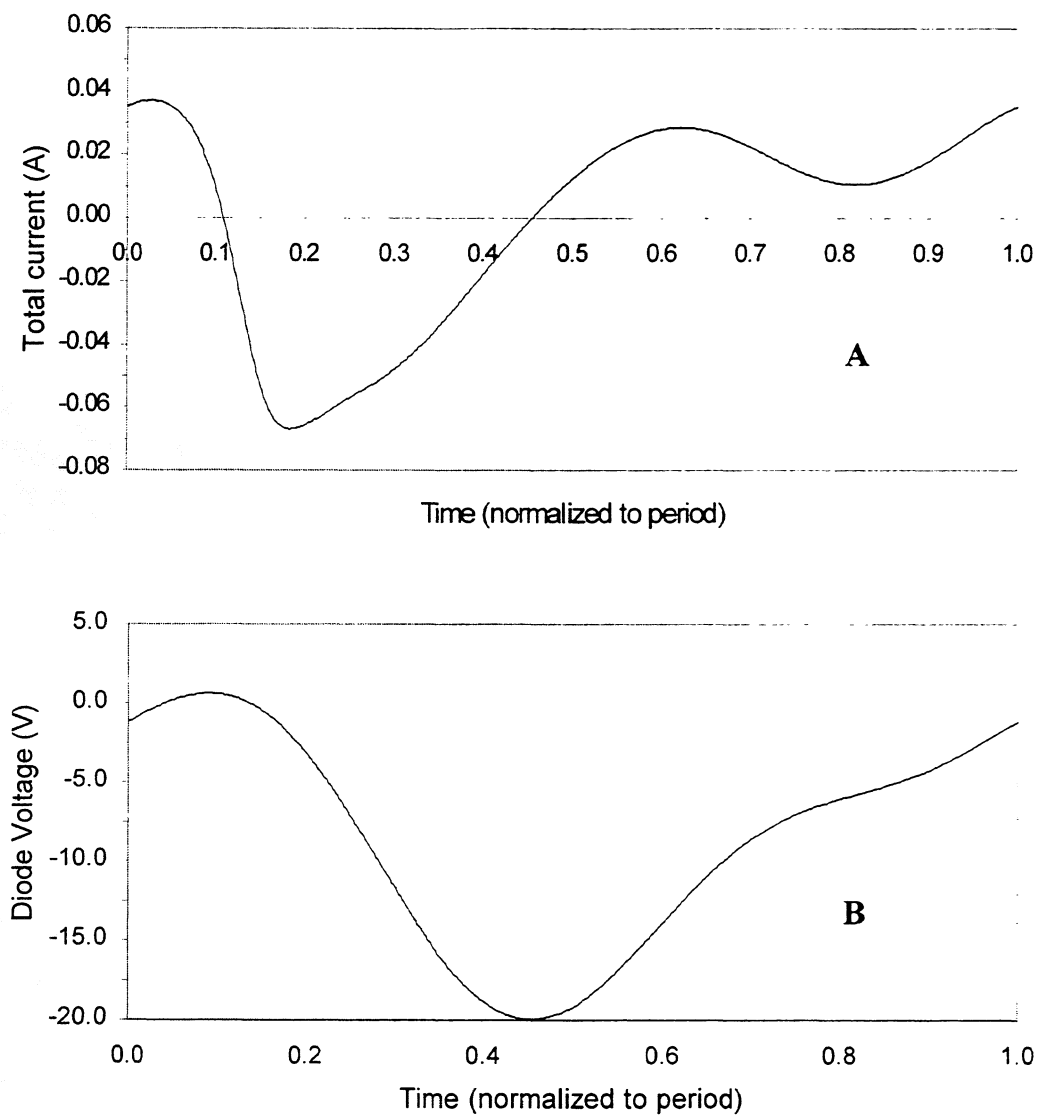 0.06
0.04
0.02
0.00
-0.02
-0.04
-0.06
-0.08
Total current (A)
0.0 0.1 0.2 0.3 0.4 0.5 0.6 0.7 0.8 0.9 1.0
A
Time (normalized to period)
5.0
0.0
-5.0
-10.0
-15.0
-20.0
Diode Voltage (V)
B
0.0 0.2 0.4 0.6 0.8 1.0
Time (normalized to period)